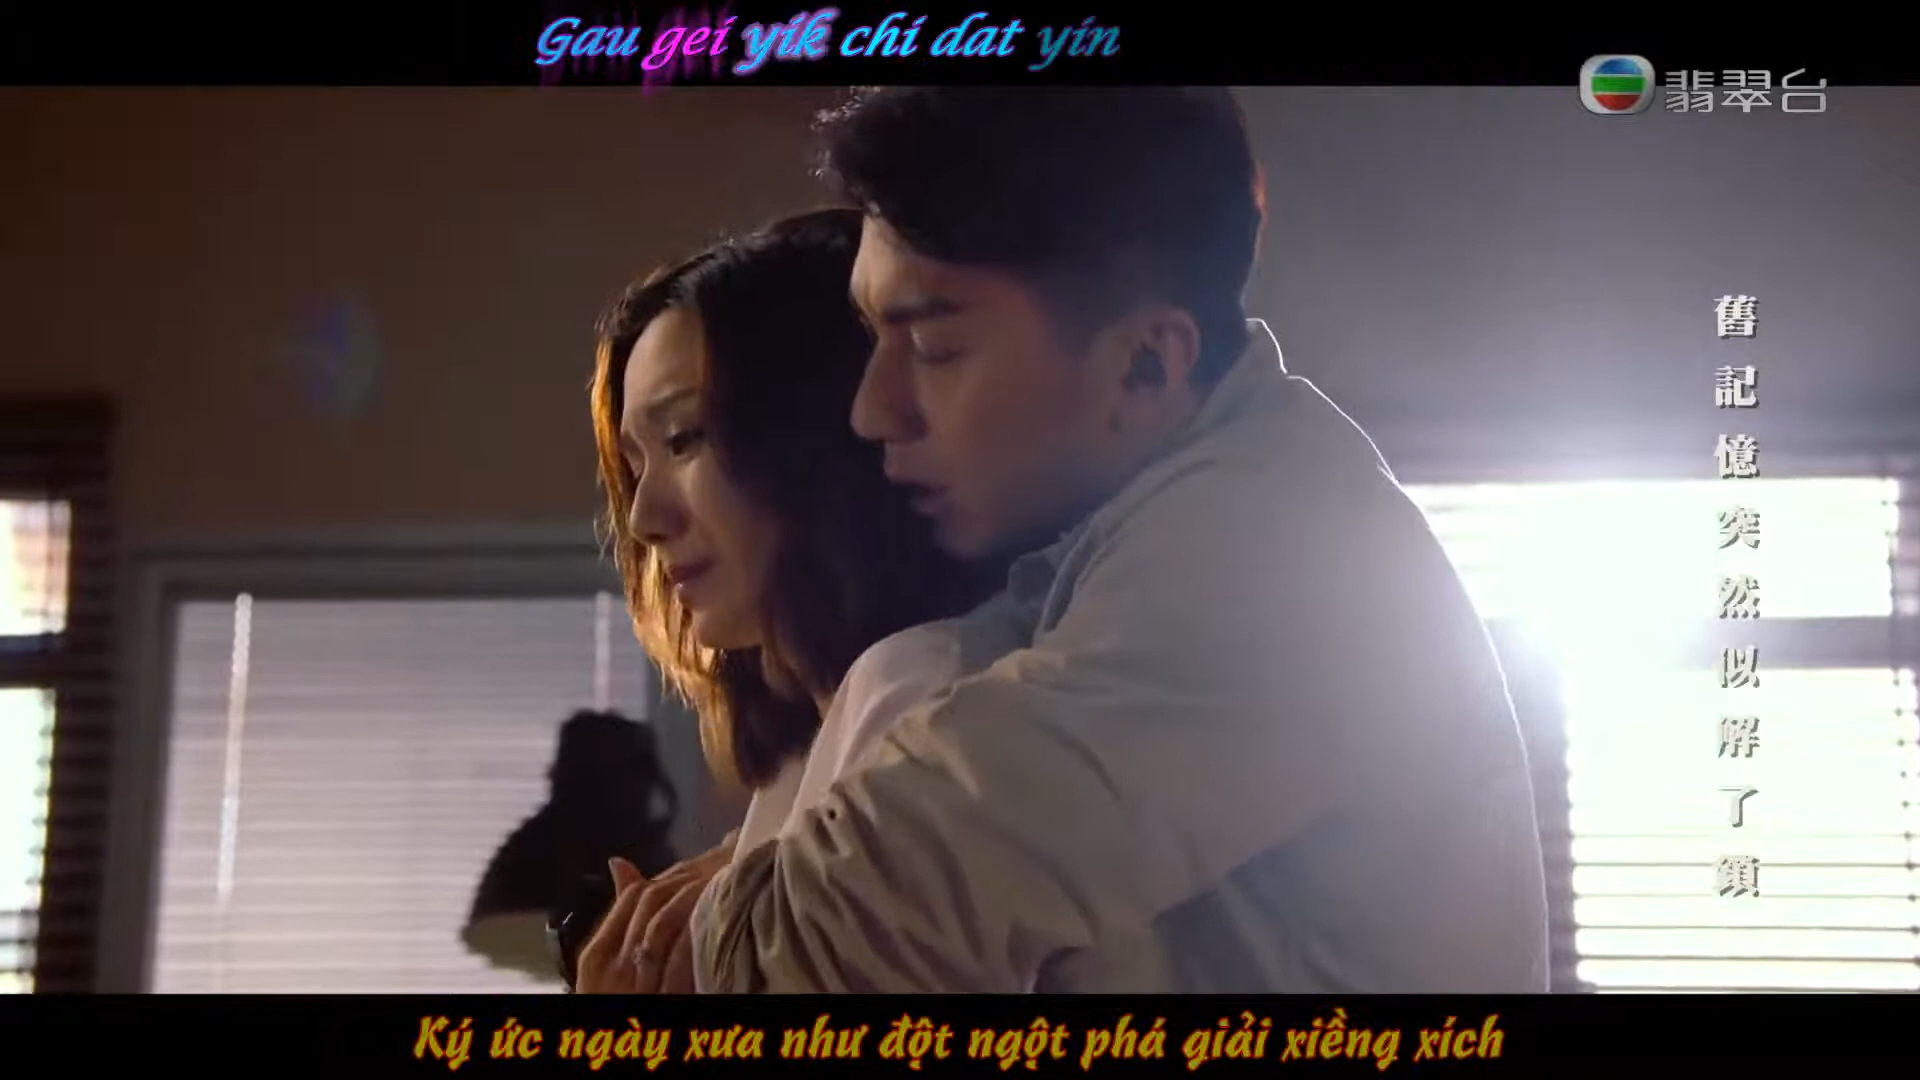 Gau gei yik chi dat yin
翡翠台
舊記憶突然似解了鎖
Ký ức ngày xưa như đột ngột phá giải xiềng xích